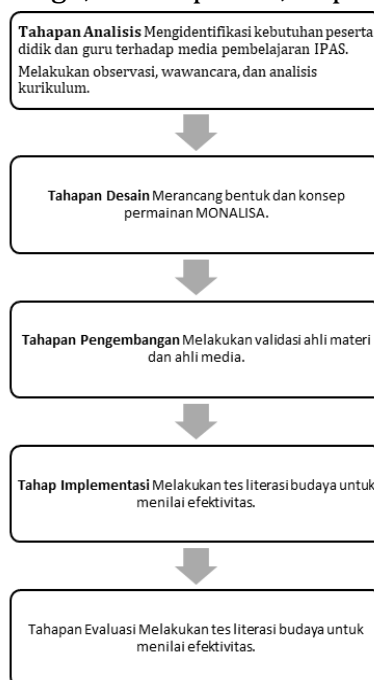 Tahapan Analisis Mengidentifikasi kebutuhan peserta
didik dan guru terhadap media pembelajaran IPAS.
Melakukan observasi, wawancara, dan analisis
kurikulum.
Tahapan Desain Merancang bentuk dan konsep
permainan MONALISA.
Tahapan Pengembangan Melakukan validasi ahli materi
dan ahli media.
Tahap Implementasi Melakukan tes literasi budaya untuk
menilai efektivitas.
Tahapan Evaluasi Melakukan tes literasi budaya untuk
menilai efektivitas.